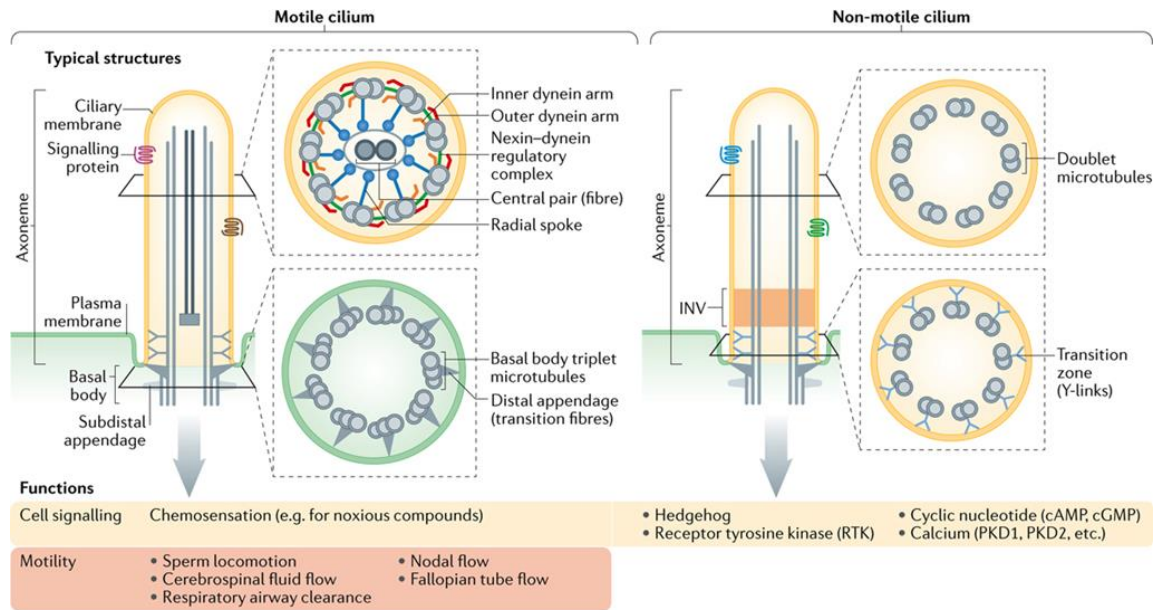 Motile cilium
Non-motile cilium
Typical structures
Axoneme
Ciliary
membrane
Signalling
protein
Plasma
membrane
Basal
body
Subdistal
appendage
Inner dynein arm
Outer dynein arm
Nexin–dynein
regulatory
complex
Central pair (fibre)
Radial spoke
Basal body triplet
microtubules
Distal appendage
(transition fibres)
Axoneme
INV
Doublet
microtubules
Transition
zone
(Y-links)
Functions
Cell signalling
Chemosensation (e.g. for noxious compounds)
• Hedgehog
• Receptor tyrosine kinase (RTK)
• Cyclic nucleotide (cAMP, cGMP)
• Calcium (PKD1, PKD2, etc.)
Motility
• Sperm locomotion
• Cerebrospinal fluid flow
• Respiratory airway clearance
• Nodal flow
• Fallopian tube flow